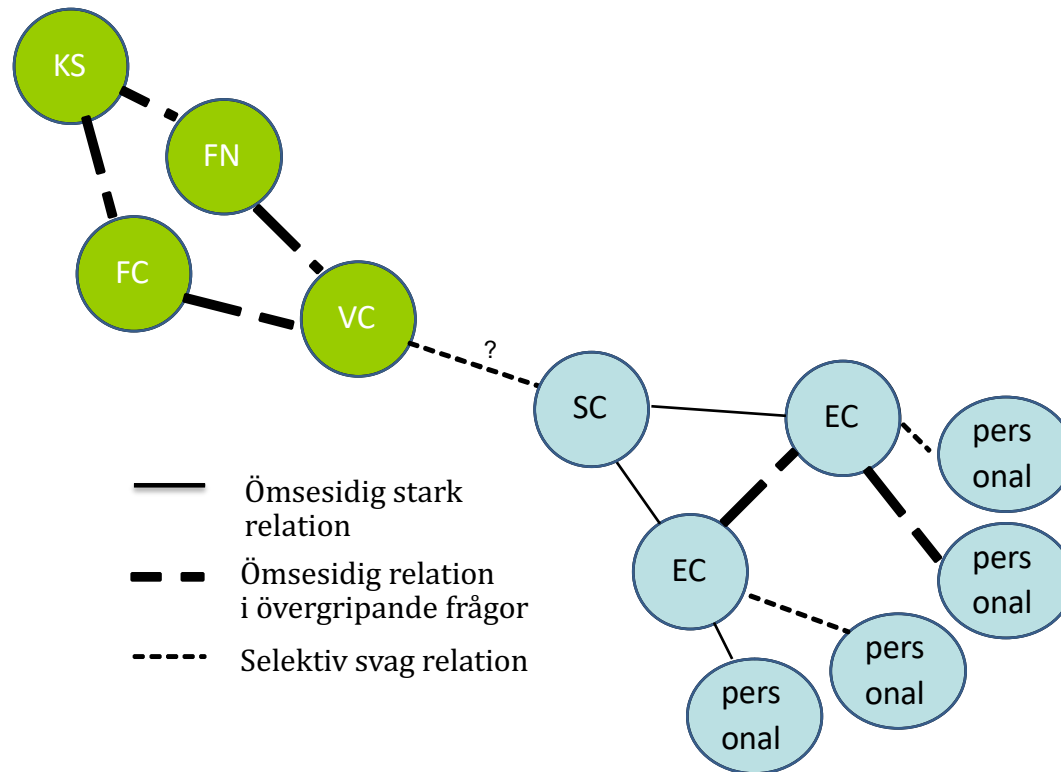 KS
FN
FC
VC
?
SC
EC
pers
onal
Ömsesidig stark
relation
pers
onal
EC
Ömsesidig relation
i övergripande frågor
pers
onal
Selektiv svag relation
pers
onal